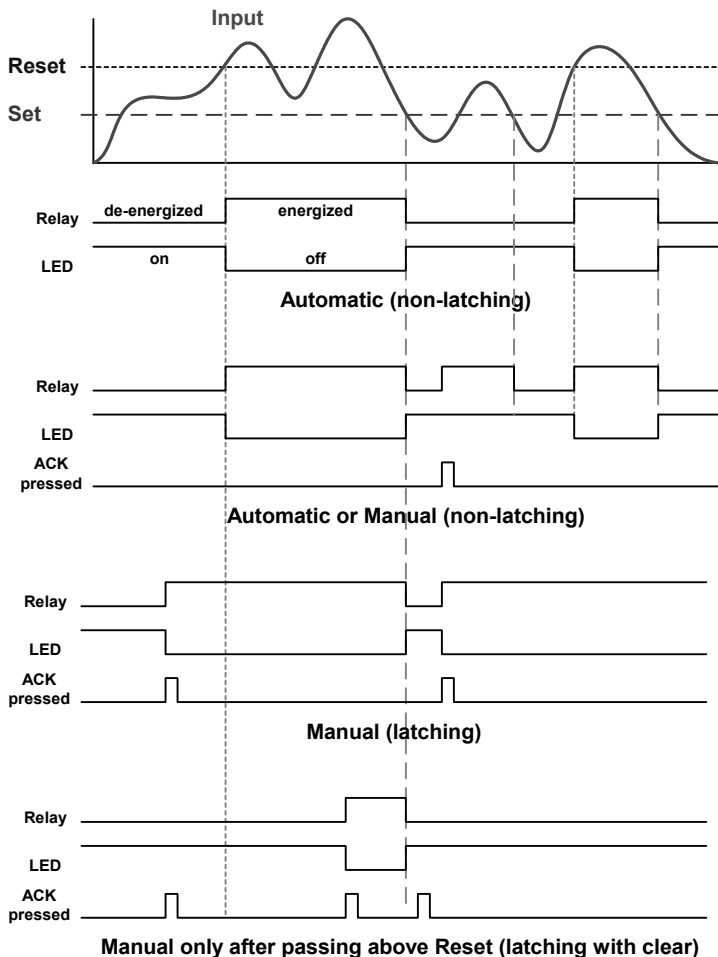 Input
Reset
Set
de-energized energized
Relay
on off
LED
Automatic (non-latching)
Relay
LED
ACK
pressed
Automatic or Manual (non-latching)
Relay
LED
ACK
pressed
Manual (latching)
Relay
LED
ACK
pressed
Manual only after passing above Reset (latching with clear)